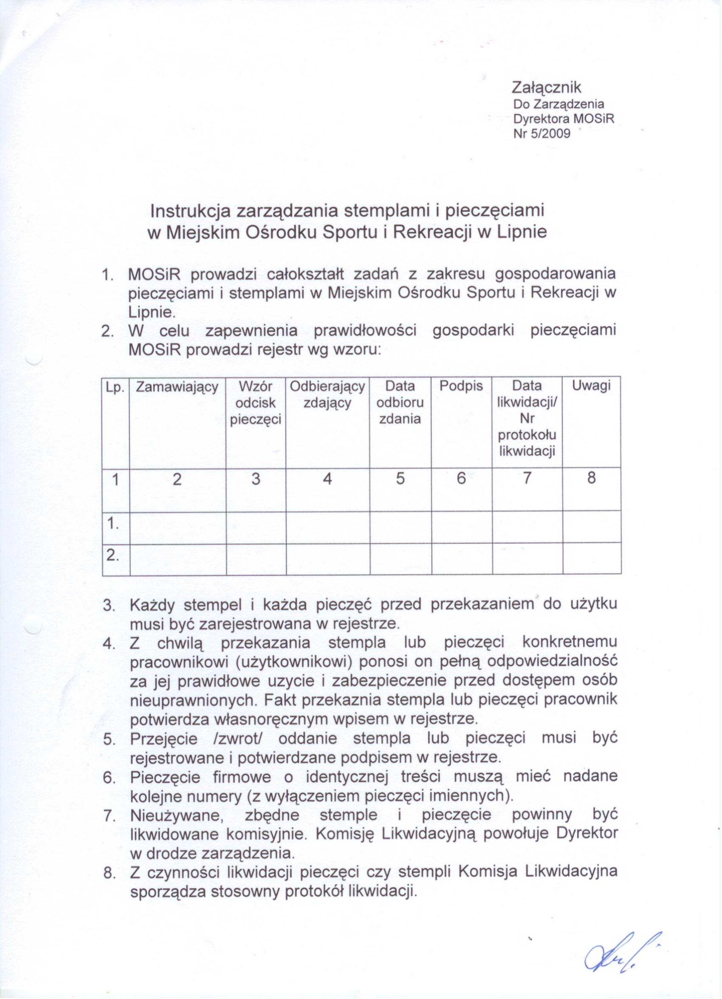 Załącznik
Do Zarządzenia
Dyrektora MOSiR
Nr 5/2009
Instrukcja zarządzania stemplami i pieczęciami
w Miejskim Ośrodku Sportu i Rekreacji w Lipnie
1. MOSiR prowadzi całokształt zadań z zakresu gospodarowania
pieczęciami i stemplami w Miejskim Ośrodku Sportu i Rekreacji w
Lipnie.
2. W celu zapewnienia prawidłowości gospodarki pieczęciami
MOSiR prowadzi rejestr wg wzoru:
Lp. Zamawiający Wzór Odbierający Data Podpis Data Uwagi
odcisk zdający odbioru likwidacji/
pieczęci zdania Nr
protokołu
likwidacji
1 2 3 4 5 6 7 8
1.
2.
3. Każdy stempel i każda pieczęć przed przekazaniem do użytku
musi być zarejestrowana w rejestrze.
4. Z chwilą przekazania stempla lub pieczęci konkretnemu
pracownikowi (użytkownikowi) ponosi on pełną odpowiedzialność
za jej prawidłowe uzycie i zabezpieczenie przed dostępem osób
nieuprawnionych. Fakt przekaznia stempla lub pieczęci pracownik
potwierdza własnoręcznym wpisem w rejestrze.
5. Przejęcie /zwrot/ oddanie stempla lub pieczęci musi być
rejestrowane i potwierdzane podpisem w rejestrze.
6. Pieczęcie firmowe o identycznej treści muszą mieć nadane
kolejne numery (z wyłączeniem pieczęci imiennych).
7. Nieużywane, zbędne stemple i pieczęcie powinny być
likwidowane komisyjnie. Komisję Likwidacyjną powołuje Dyrektor
w drodze zarządzenia.
8. Z czynności likwidacji pieczęci czy stempli Komisja Likwidacyjna
sporządza stosowny protokół likwidacji.